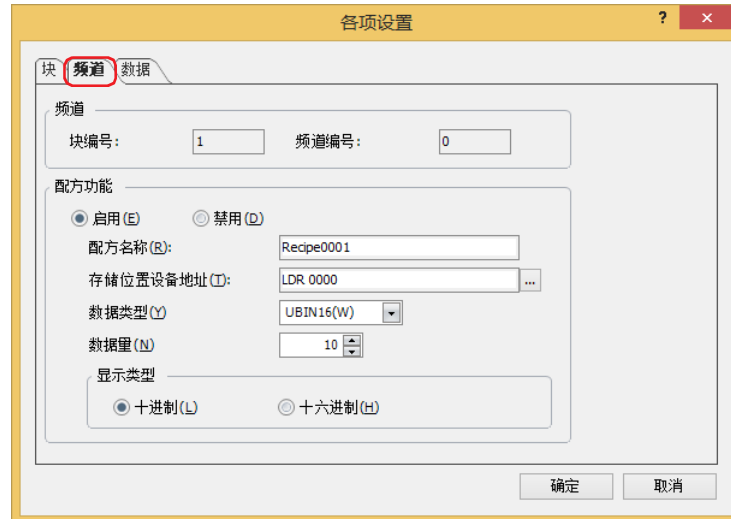 各项设置
? ×
块 频道 数据
频道
块编号: 1 频道编号: 0
配方功能
启用(E) 禁用(D)
配方名称(R): Recipe0001
存储位置设备地址(T): LDR 0000 ...
数据类型(Y) UBIN16(W)
数据量(N) 10
显示类型
十进制(L) 十六进制(H)
确定 取消